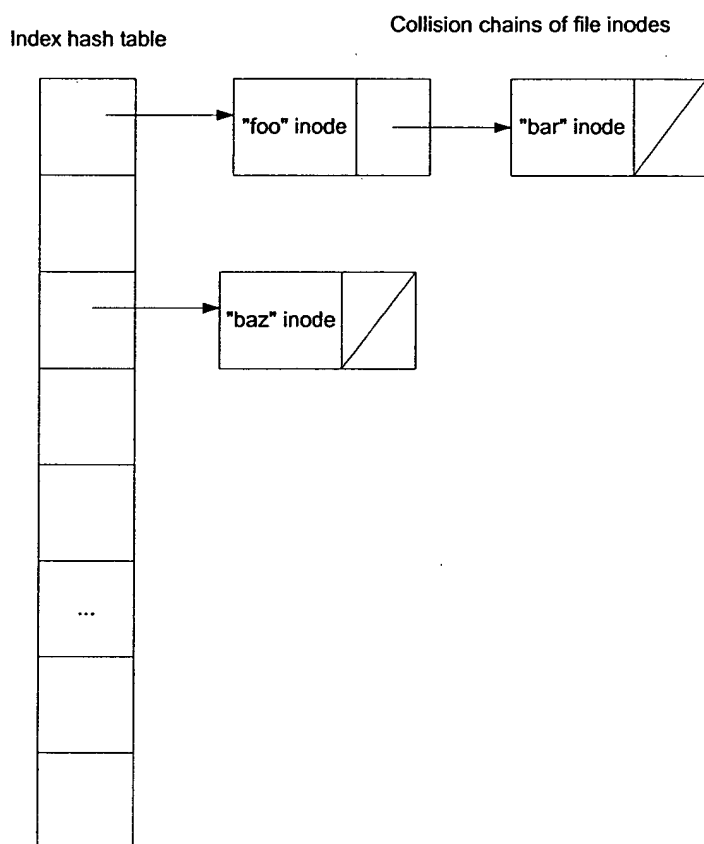 Index hash table
Collision chains of file inodes
"foo" inode
"bar" inode
"baz" inode
...